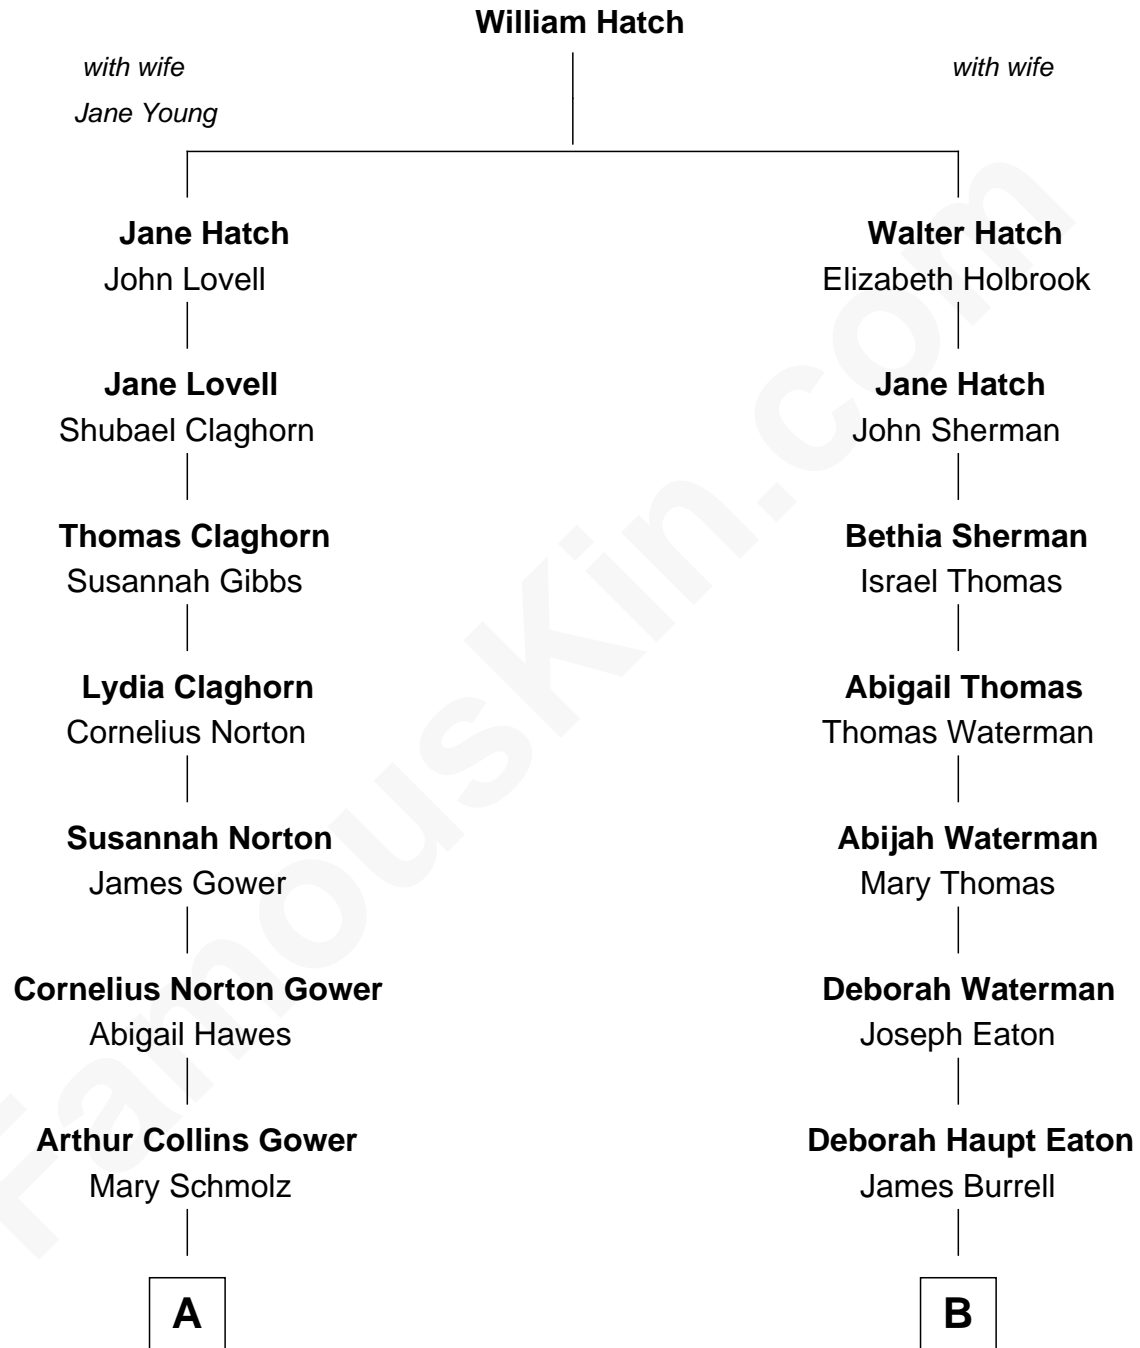 William Hatch
with wife
with wife
Jane Young
Jane Hatch
John Lovell
Walter Hatch
Elizabeth Holbrook
Jane Lovell
Shubael Claghorn
Jane Hatch
John Sherman
Thomas Claghorn
Susannah Gibbs
Bethia Sherman
Israel Thomas
Lydia Claghorn
Cornelius Norton
Abigail Thomas
Thomas Waterman
Susannah Norton
James Gower
Abijah Waterman
Mary Thomas
Cornelius Norton Gower
Abigail Hawes
Deborah Waterman
Joseph Eaton
Arthur Collins Gower
Mary Schmolz
Deborah Haupt Eaton
James Burrell
A
B
FamousKin.com